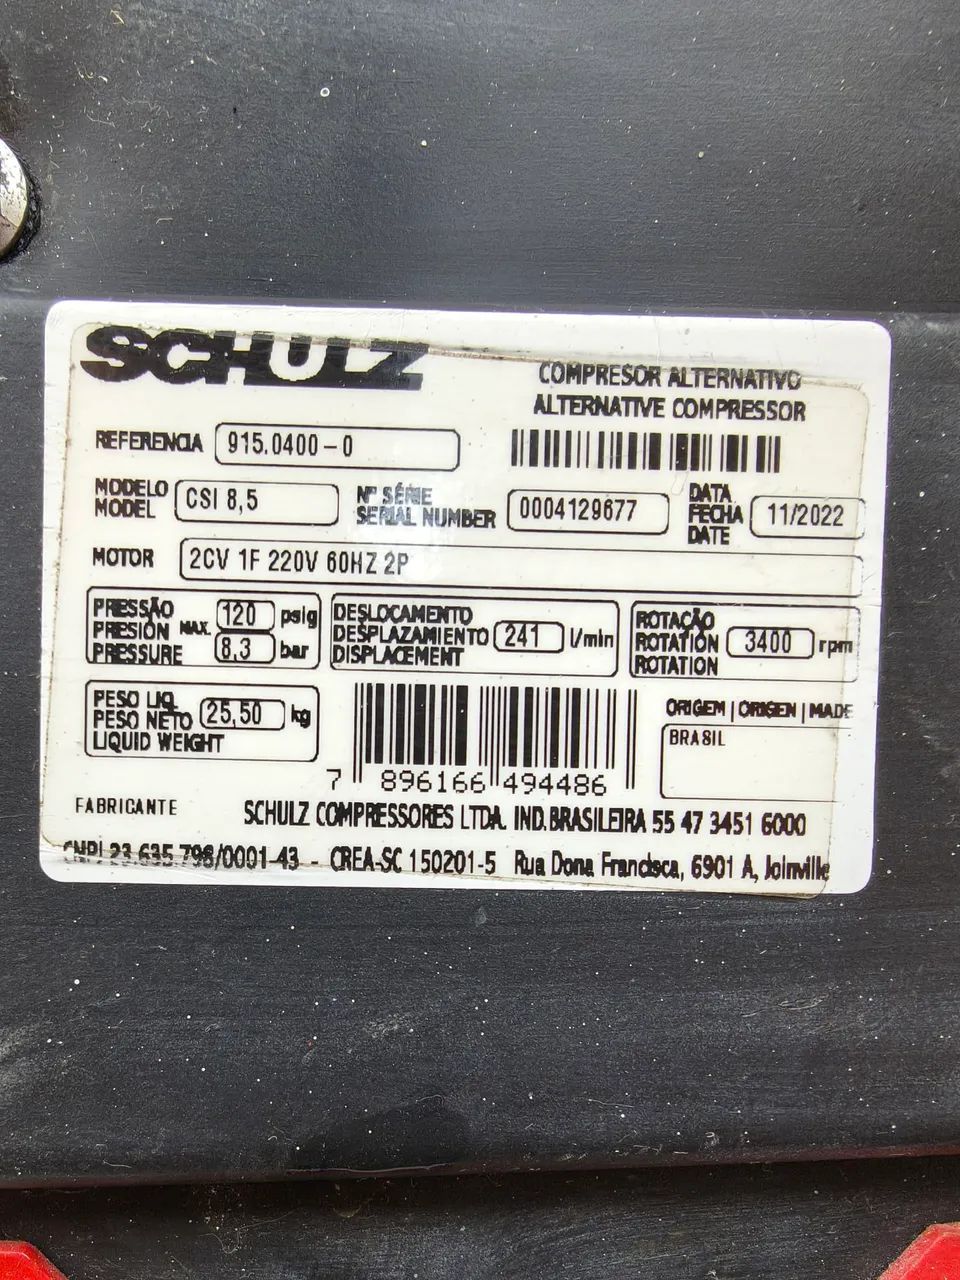 SCHULZ
COMPRESOR ALTERNATIVO
ALTERNATIVE COMPRESSOR
REFERENCIA 915.0400-0
MODELO
MODEL
CSI 8,5
Nº SÉRIE
SERIAL NUMBER
0004129677
DATA
FECHA
DATE
11/2022
MOTOR 2CV 1F 220V 60HZ 2P
PRESSÃO
PRESIÓN
PRESSURE
MAX.
120 psig
8,3 bar
DESLOCAMENTO
DESPLAZAMIENTO
DISPLACEMENT
241 l/min
ROTAÇÃO
ROTATIÓN
ROTATION
3400 rpm
PESO LIQ.
PESO NETO
LIQUID WEIGHT
25,50 kg
7 896166 494486
ORIGEM | ORIGEN | MADE
BRASIL
FABRICANTE SCHULZ COMPRESSORES LTDA. IND.BRASILEIRA 55 47 3451 6000
CNPJ 23.635.798/0001-43 - CREA-SC 150201-5 Rua Dona Francisca, 6901 A, Joinville